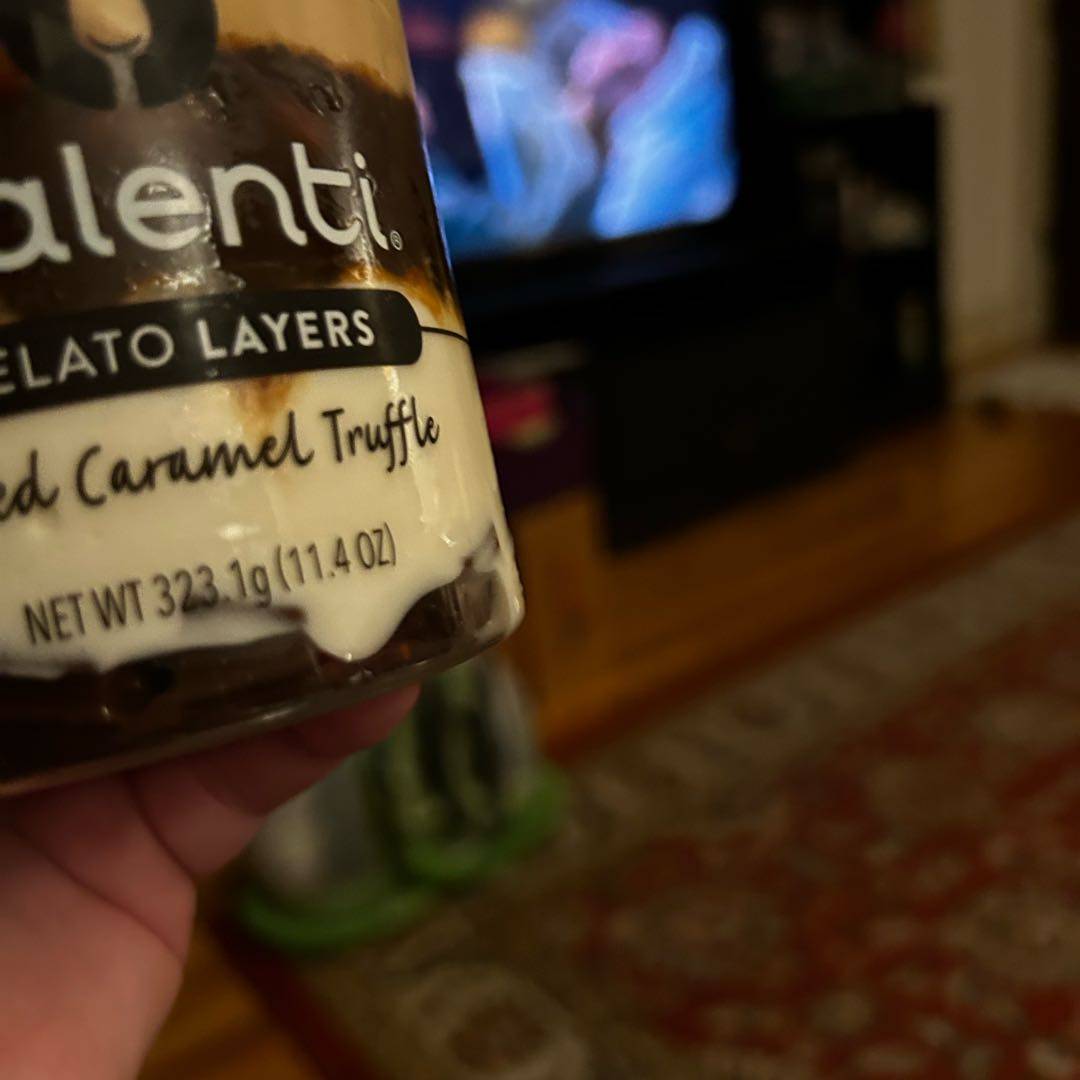 alenti®
ELATO LAYERS
ed Caramel Truffle
NET WT 323.1g (11.4 OZ)